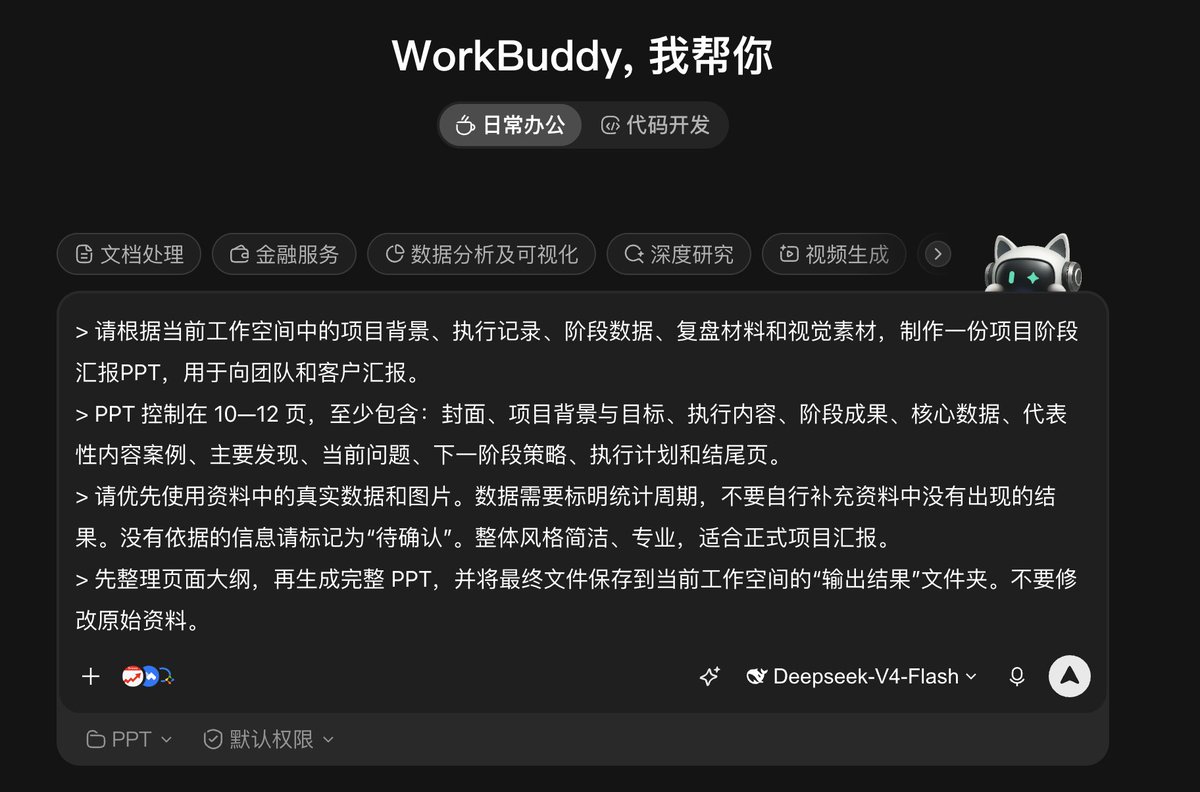 WorkBuddy, 我帮你
日常办公
代码开发
文档处理
金融服务
数据分析及可视化
深度研究
视频生成
> 请根据当前工作空间中的项目背景、执行记录、阶段数据、复盘材料和视觉素材，制作一份项目阶段
汇报PPT，用于向团队和客户汇报。
> PPT 控制在 10—12 页，至少包含：封面、项目背景与目标、执行内容、阶段成果、核心数据、代表
性内容案例、主要发现、当前问题、下一阶段策略、执行计划和结尾页。
> 请优先使用资料中的真实数据和图片。数据需要标明统计周期，不要自行补充资料中没有出现的结
果。没有依据的信息请标记为“待确认”。整体风格简洁、专业，适合正式项目汇报。
> 先整理页面大纲，再生成完整 PPT，并将最终文件保存到当前工作空间的“输出结果”文件夹。不要修
改原始资料。
Deepseek-V4-Flash
PPT
默认权限